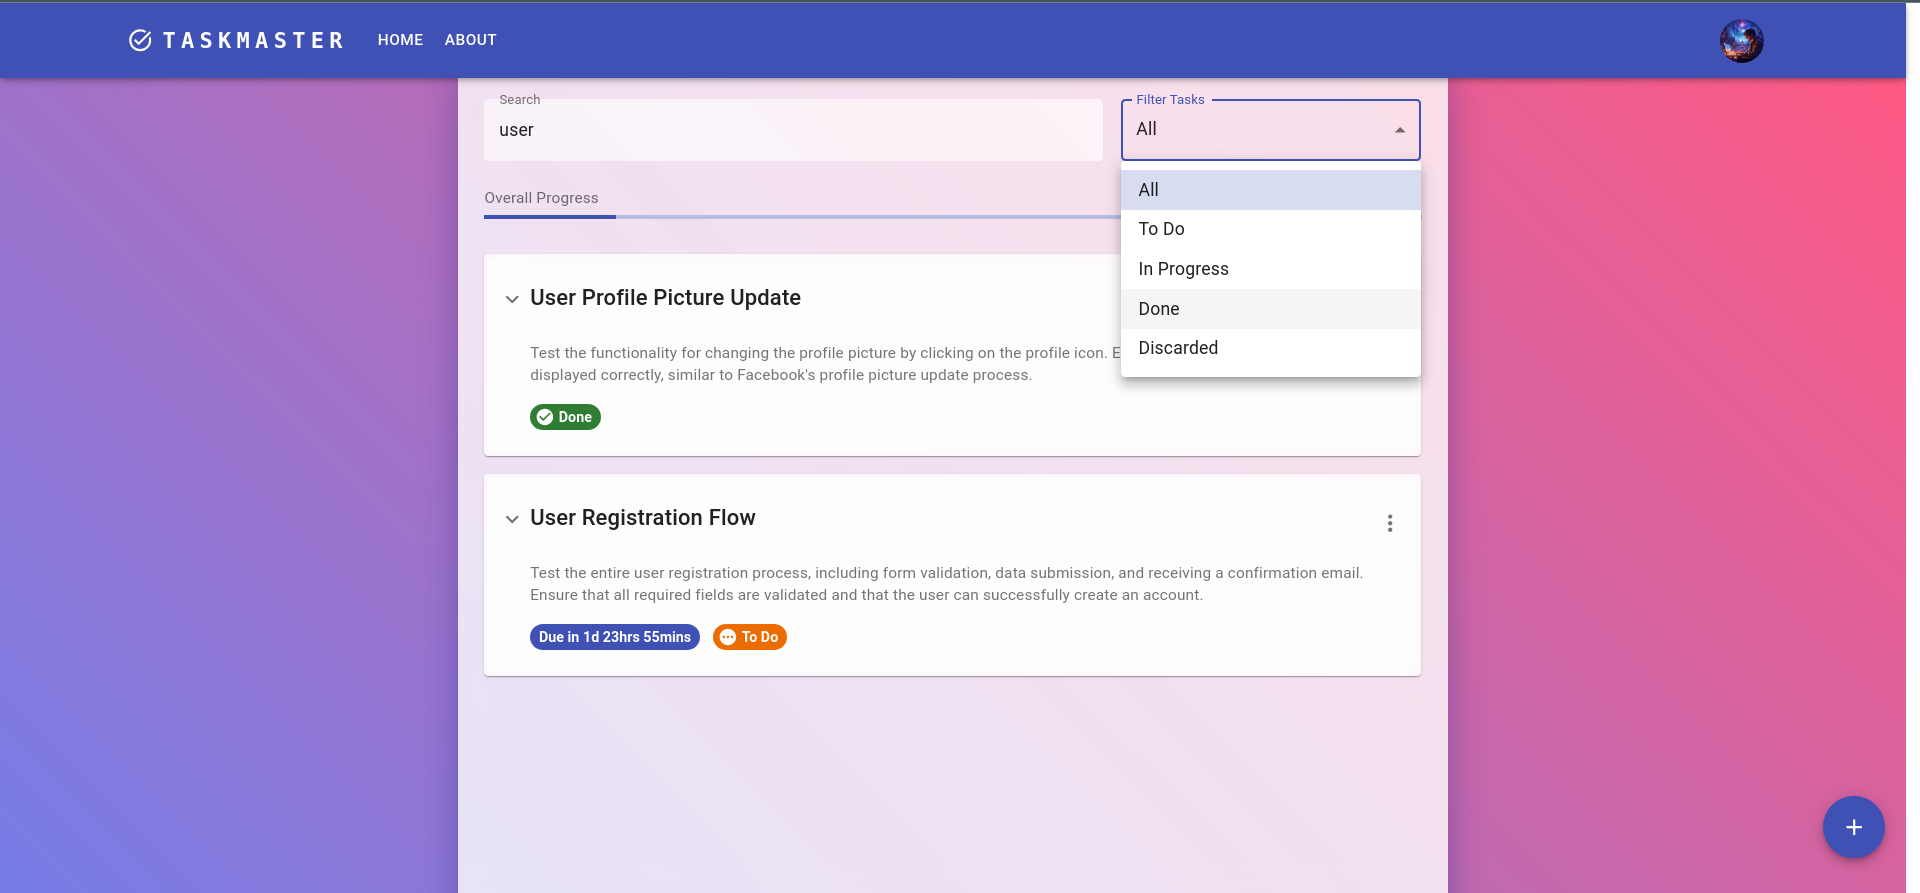 TASKMASTER HOME ABOUT
Search
user
Filter Tasks
All
All
To Do
In Progress
Done
Discarded
Overall Progress
User Profile Picture Update
Test the functionality for changing the profile picture by clicking on the profile icon.
displayed correctly, similar to Facebook's profile picture update process.
Done
User Registration Flow
Test the entire user registration process, including form validation, data submission, and receiving a confirmation email.
Ensure that all required fields are validated and that the user can successfully create an account.
Due in 1d 23hrs 55mins
To Do